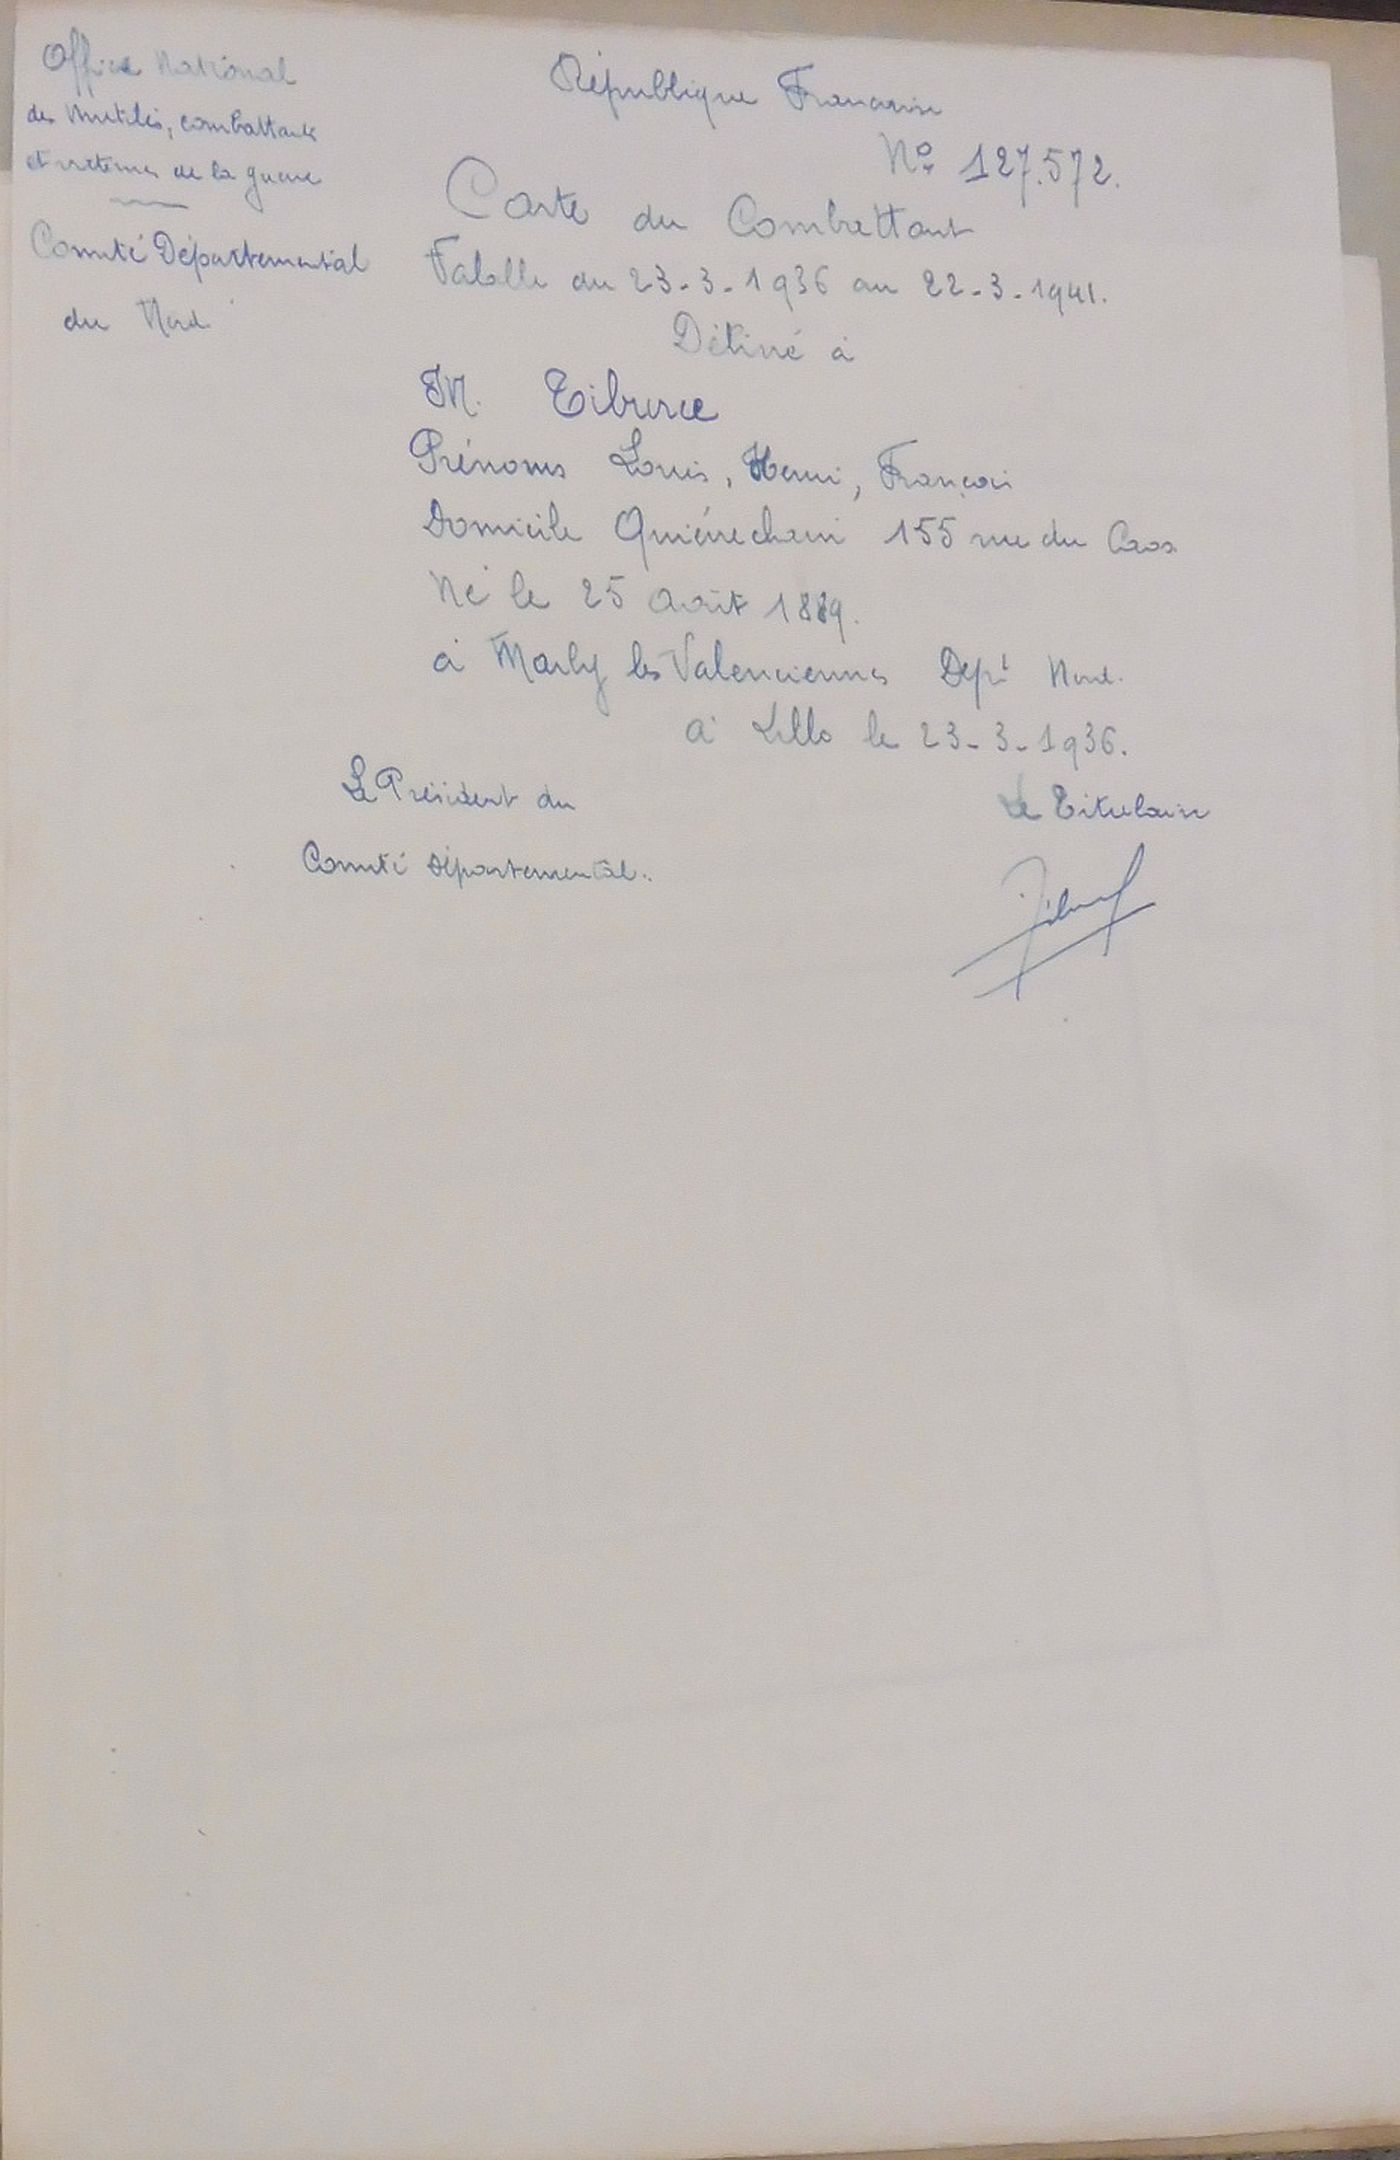 Office National
des Mutilés, combattants
et victimes de la guerre
Comité Départemental
du Nord
République Française
No 127.572.
Carte du Combattant
Valable du 23-3-1936 au 22-3-1941.
Délivré à
M. Tiburce
Prénoms Louis, Henri, François
Domicile Quiévrechain 155 rue du
Né le 25 août 1889.
à Marly les Valenciennes Dept Nord.
à Lille le 23-3-1936.
Le Président du
Comité Départemental.
Le Titulaire